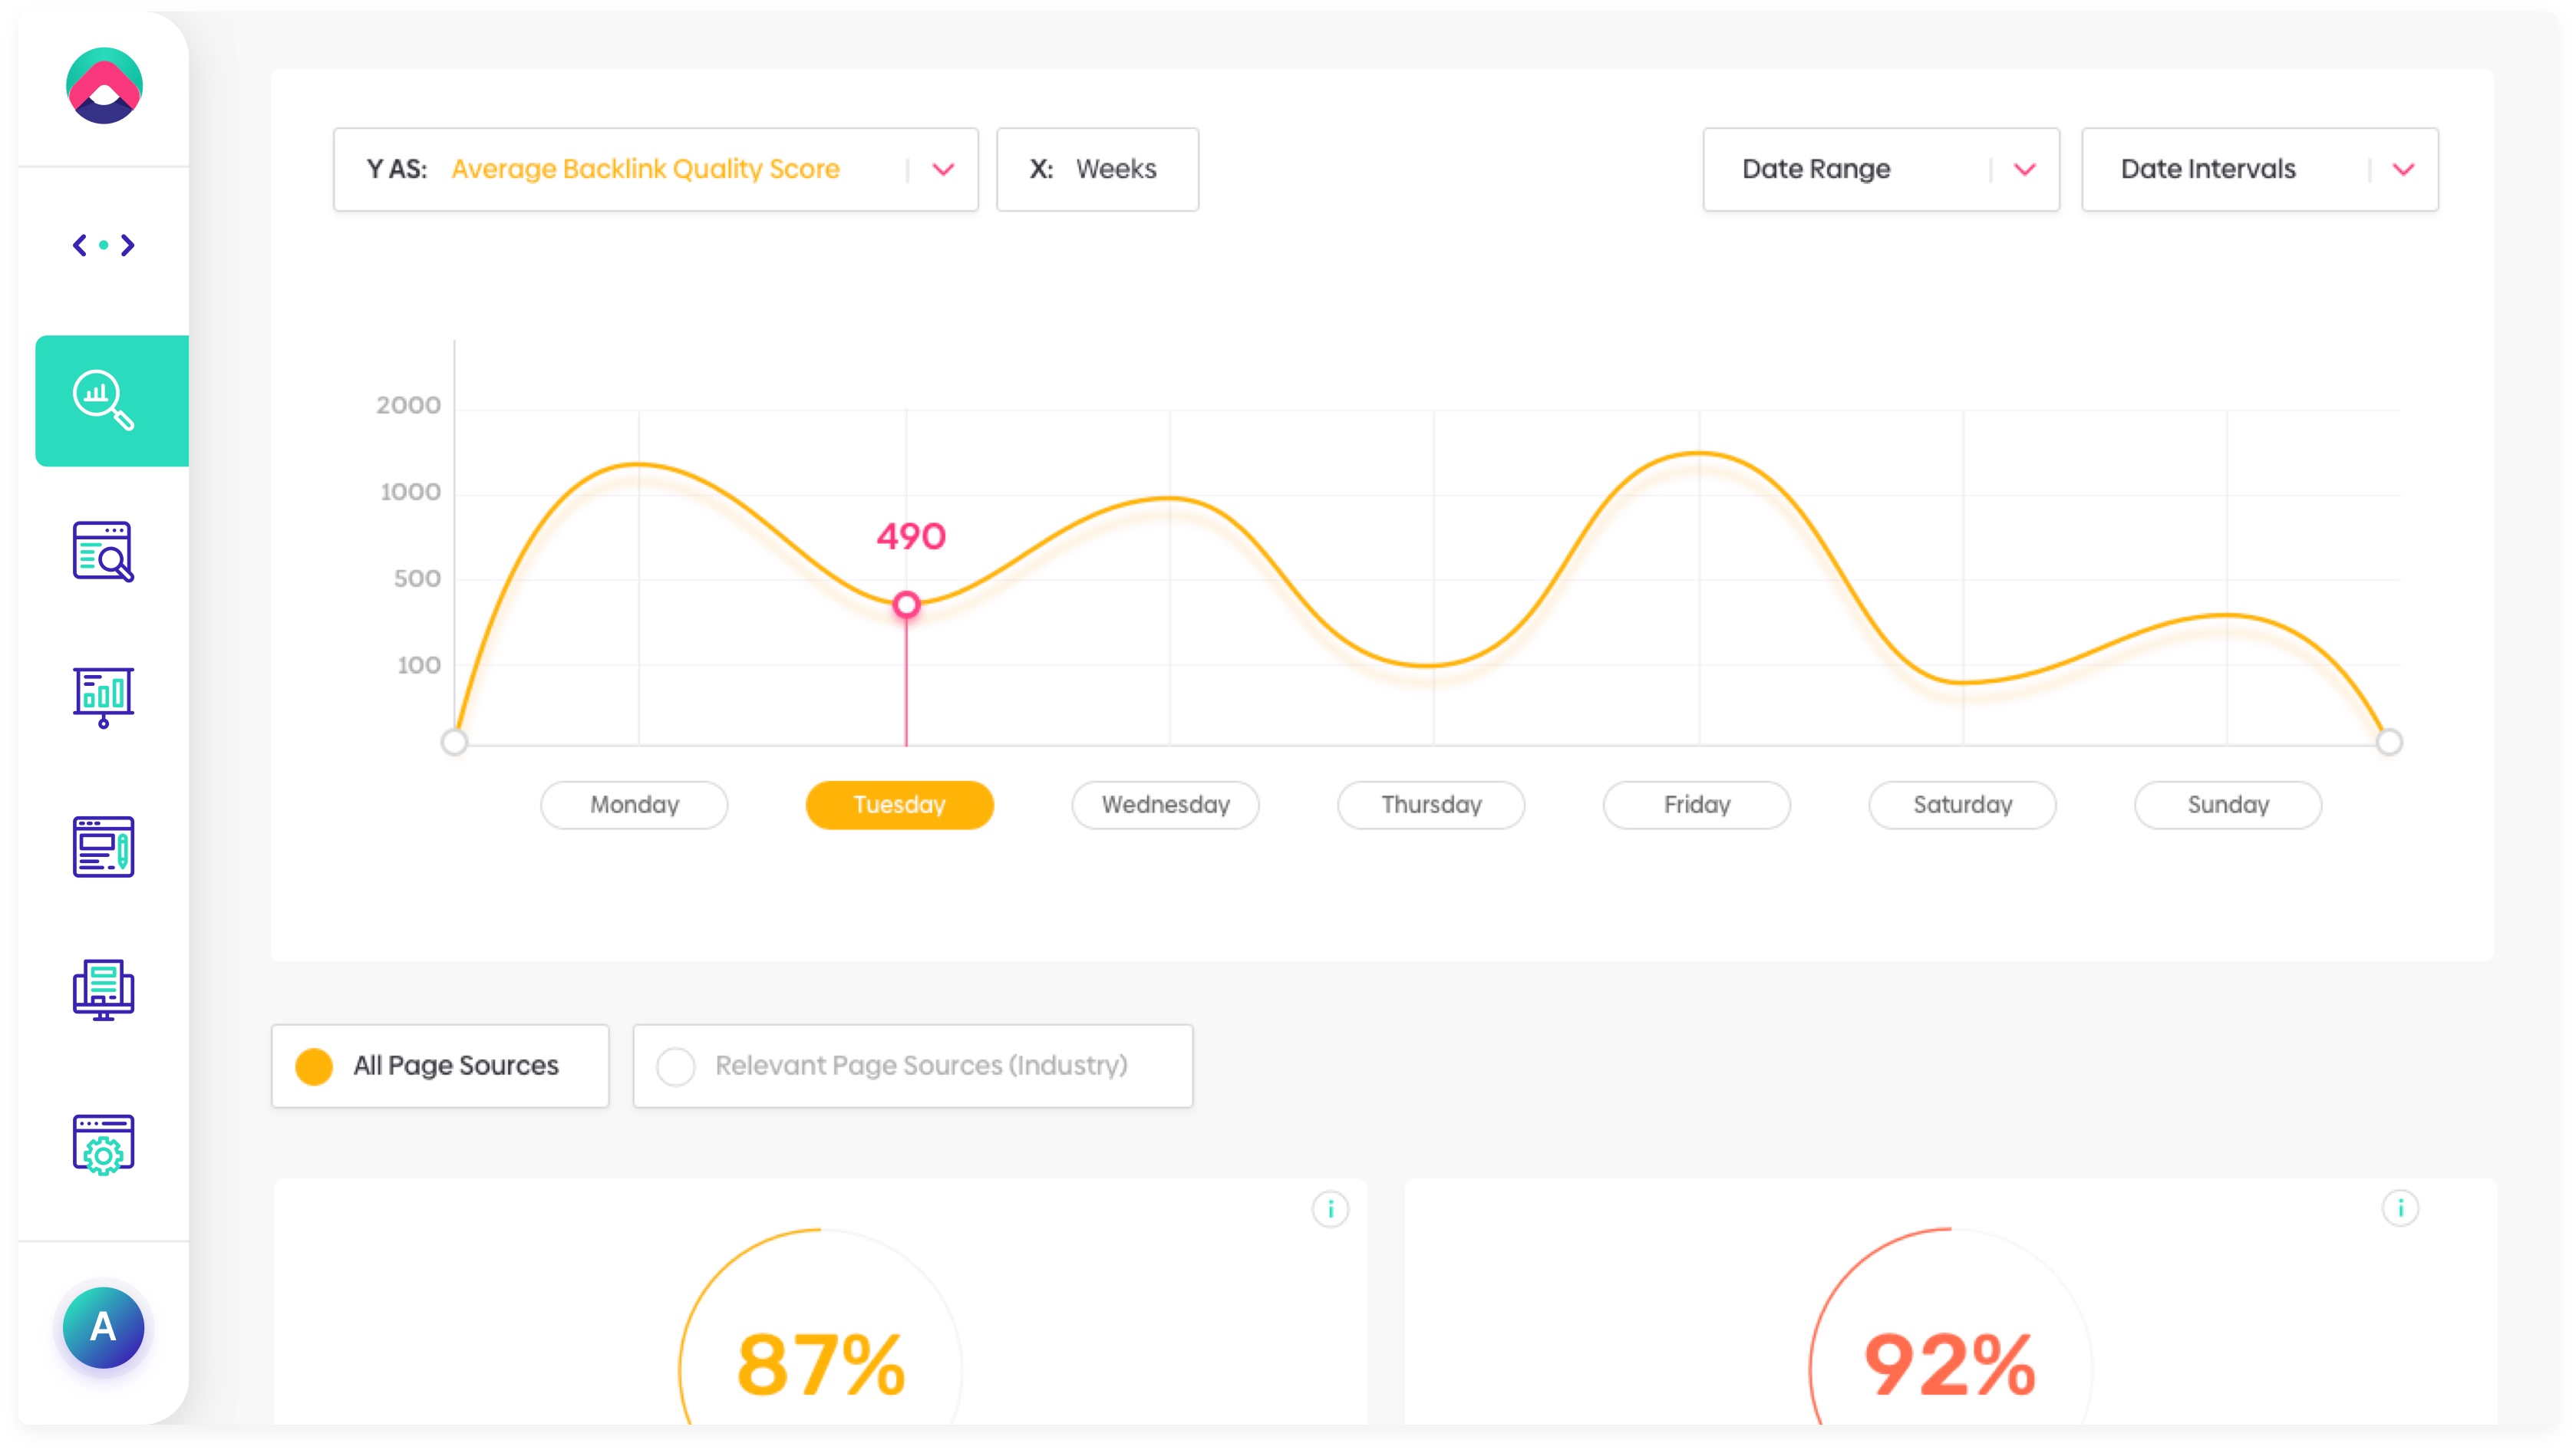 Y AS: Average Backlink Quality Score
X: Weeks
Date Range
Date Intervals
2000
1000
500
100
490
Monday
Tuesday
Wednesday
Thursday
Friday
Saturday
Sunday
All Page Sources
Relevant Page Sources (Industry)
i
i
87%
92%
A